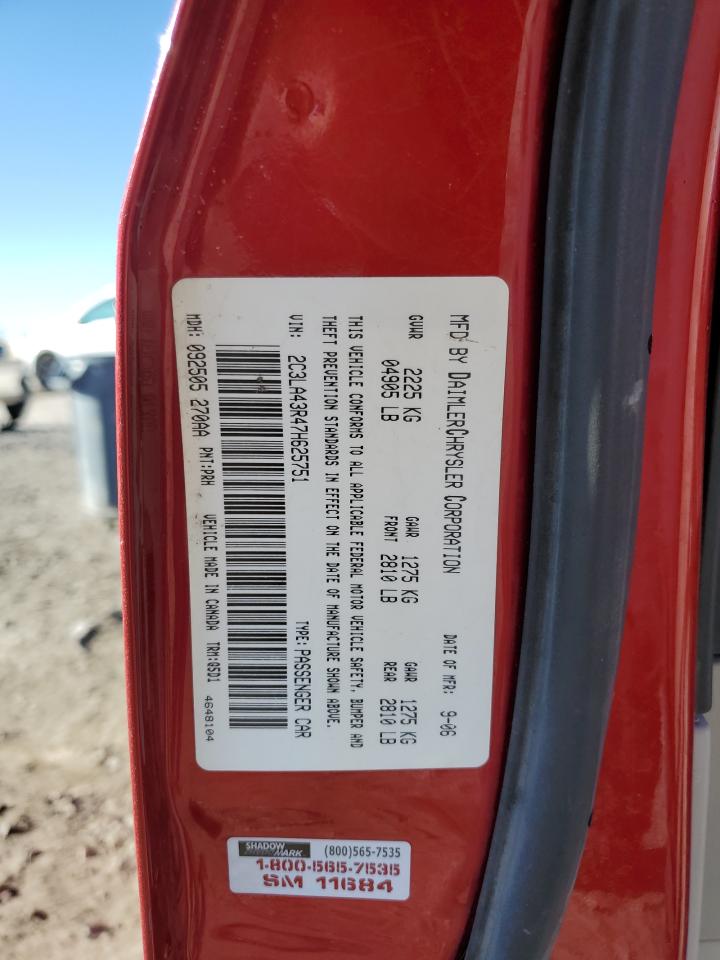 MFD BY DAIMLERCHRYSLER CORPORATION DATE OF MFR: 9-06
GVWR 2225 KG GAWR 1275 KG GAWR 1275 KG
04905 LB FRONT 2810 LB REAR 2810 LB
THIS VEHICLE CONFORMS TO ALL APPLICABLE FEDERAL MOTOR VEHICLE SAFETY, BUMPER AND
THEFT PREVENTION STANDARDS IN EFFECT ON THE DATE OF MANUFACTURE SHOWN ABOVE.
VIN: 2C3LA43R47H625751 TYPE: PASSENGER CAR
MDH: 092505 270AA PNT:PRH VEHICLE MADE IN CANADA TRM:05D1 4648104
SHADOW MARK (800)565-7535
1-800-565-7535
SM 11684